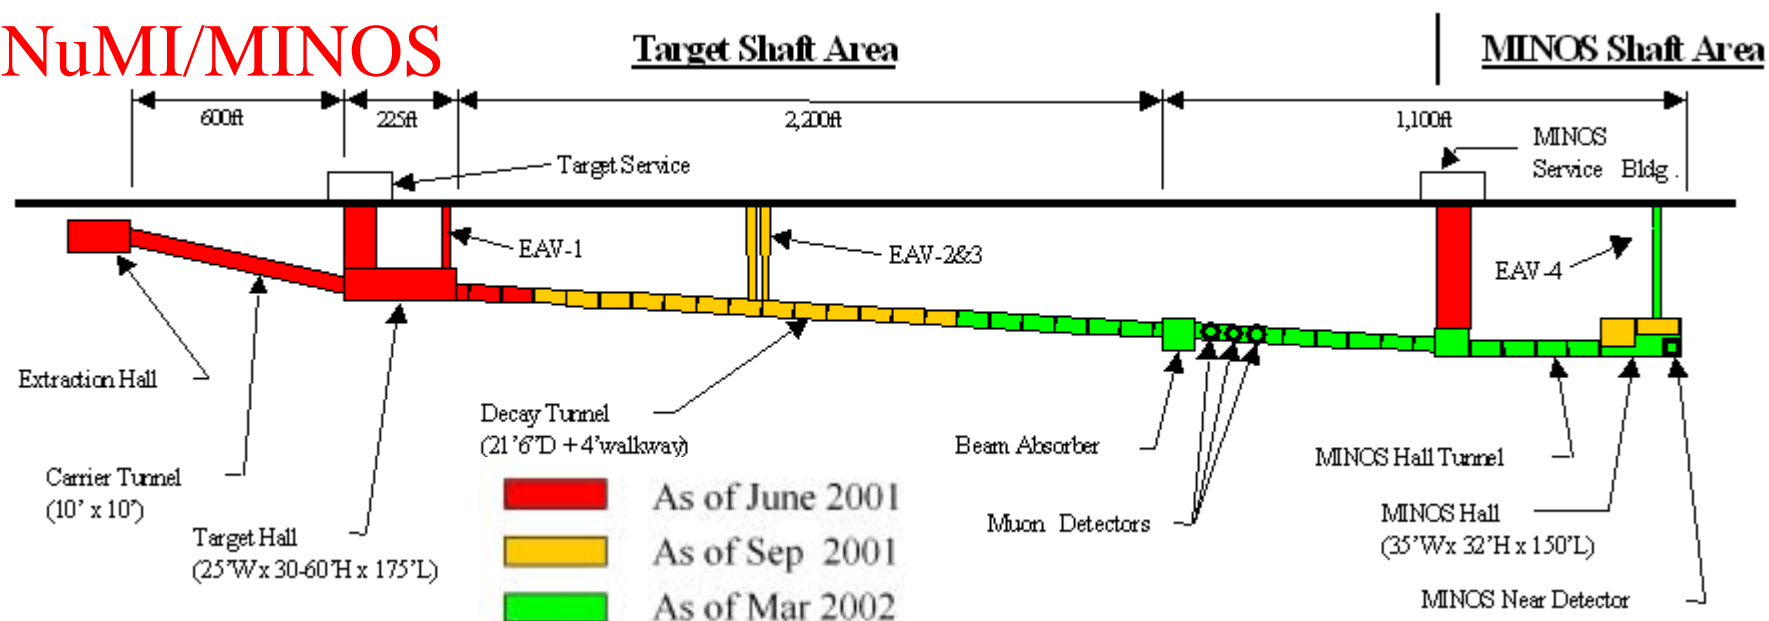 NuMI/MINOS
Target Shaft Area
MINOS Shaft Area
600ft
225ft
2,200ft
1,100ft
Target Service
MINOS
Service Bldg.
EAV-1
EAV-2&3
EAV-4
Extraction Hall
Decay Tunnel
(21'6"D + 4'walkway)
Beam Absorber
MINOS Hall Tunnel
Carrier Tunnel
(10' x 10')
Muon Detectors
MINOS Hall
(35'Wx 32'H x 150'L)
Target Hall
(25'Wx 30-60'H x 175'L)
MINOS Near Detector
As of June 2001
As of Sep 2001
As of Mar 2002